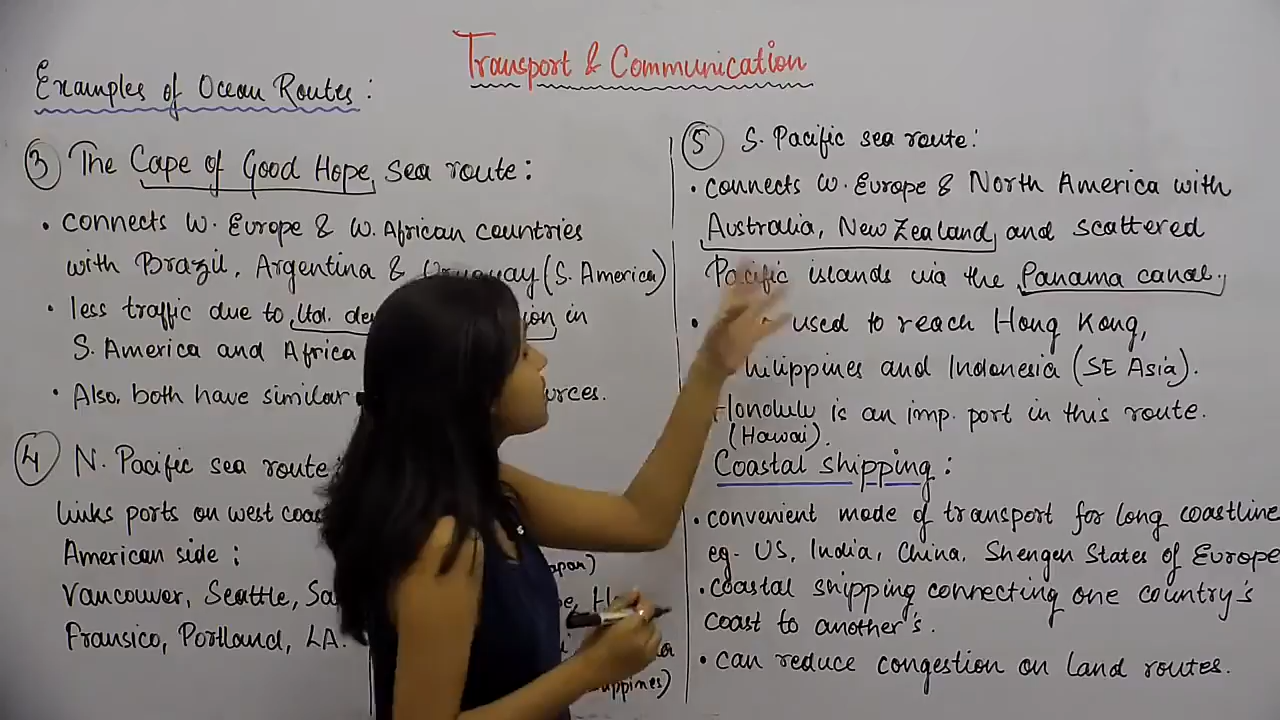 Transport & Communication
Examples of Ocean Routes:
3 The Cape of Good Hope sea route:
• connects W. Europe & W. African countries
with Brazil, Argentina & Uruguay (S. America)
• less traffic due to Ltd. in
S. America and Africa
• Also, both have similar
4 N. Pacific sea route:
links ports on west
American side:
Vancouver, Seattle,
Fransico, Portland, LA.
5 S. Pacific sea route:
• connects W. Europe & North America with
Australia, New Zealand, and scattered
Pacific islands via the Panama canal.
• used to reach Hong Kong,
and Indonesia (SE Asia).
Honolulu is an imp. port in this route.
(Hawai).
Coastal shipping:
• convenient mode of transport for long coastline
eg- US, India, China, Shengen States of Europe
• coastal shipping connecting one country's
coast to another's.
• can reduce congestion on land routes.